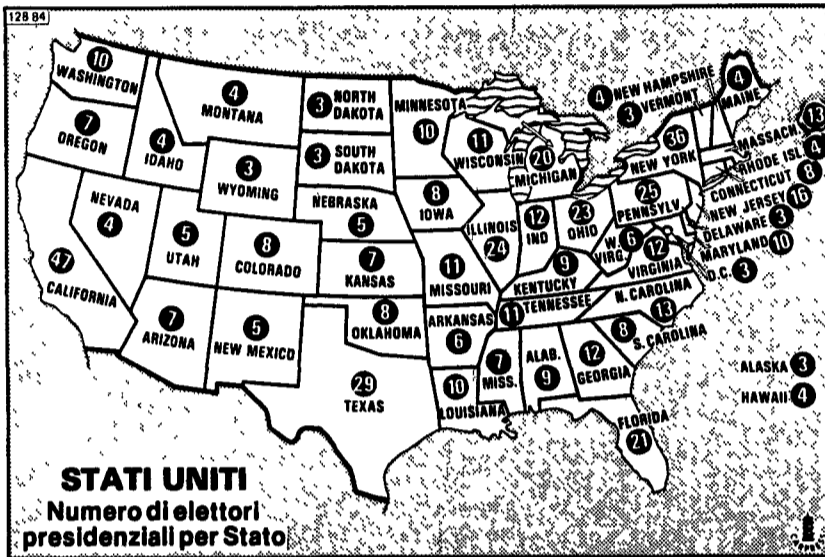 128 84
10
WASHINGTON
7
OREGON
4
IDAHO
4
MONTANA
3
WYOMING
NEVADA
4
5
UTAH
8
COLORADO
47
CALIFORNIA
7
ARIZONA
5
NEW MEXICO
3 NORTH
DAKOTA
3 SOUTH
DAKOTA
NEBRASKA
5
7
KANSAS
8
OKLAHOMA
29
TEXAS
MINNESOTA
10
8
IOWA
11
MISSOURI
ARKANSAS
6
10
LOUISIANA
11
WISCONSIN
20
MICHIGAN
ILLINOIS
24
12
IND
23
OHIO
9
KENTUCKY
11 TENNESSEE
7
MISS.
ALAB.
9
12
GEORGIA
FLORIDA
21
8
S. CAROLINA
N. CAROLINA
13
12
VIRGINIA
W. 6
VIRG.
25
PENNSYLV
36
NEW YORK
4 NEW HAMPSHIRE
3 VERMONT
4
MAINE
MASSACH. 13
RHODE ISL. 4
CONNECTICUT 8
NEW JERSEY 16
DELAWARE 3
MARYLAND 10
D.C. 3
ALASKA 3
HAWAII 4
STATI UNITI
Numero di elettori
presidenziali per Stato